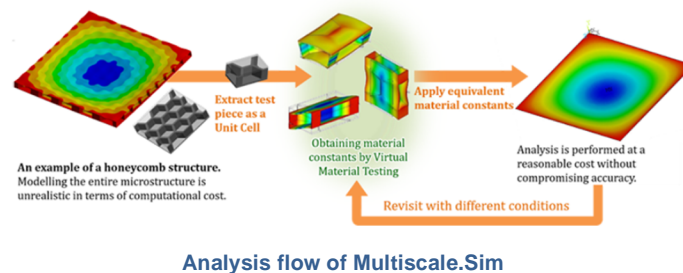 Extract test
piece as a
Unit Cell
Apply equivalent
material constants
An example of a honeycomb structure.
Modelling the entire microstructure is
unrealistic in terms of computational cost.
Obtaining material
constants by Virtual
Material Testing
Analysis is performed at a
reasonable cost without
compromising accuracy.
Revisit with different conditions
Analysis flow of Multiscale.Sim